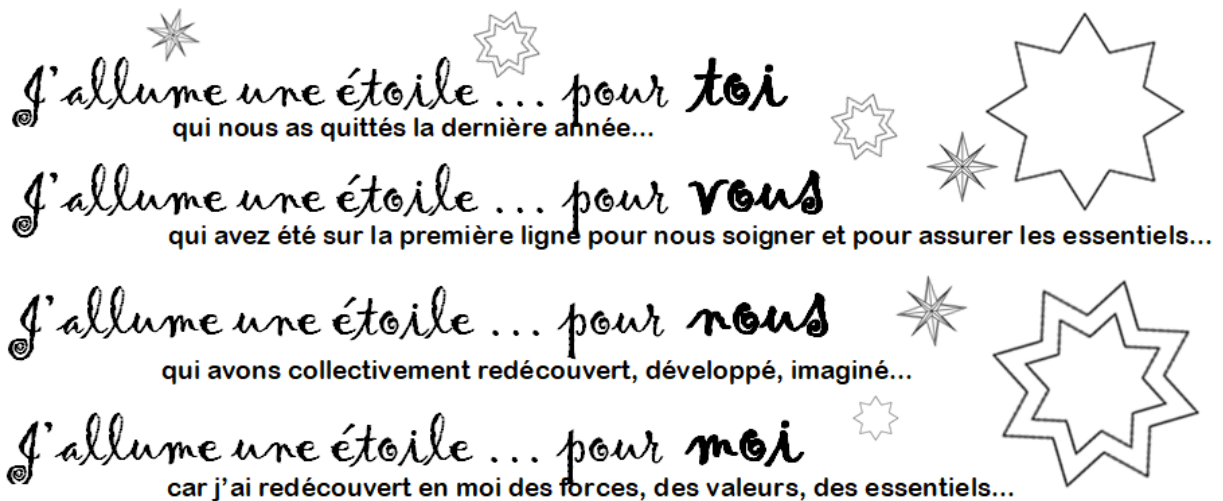 J'allume une étoile ... pour toi
qui nous as quittés la dernière année...
J'allume une étoile ... pour vous
qui avez été sur la première ligne pour nous soigner et pour assurer les essentiels...
J'allume une étoile ... pour nous
qui avons collectivement redécouvert, développé, imaginé...
J'allume une étoile ... pour moi
car j'ai redécouvert en moi des forces, des valeurs, des essentiels...